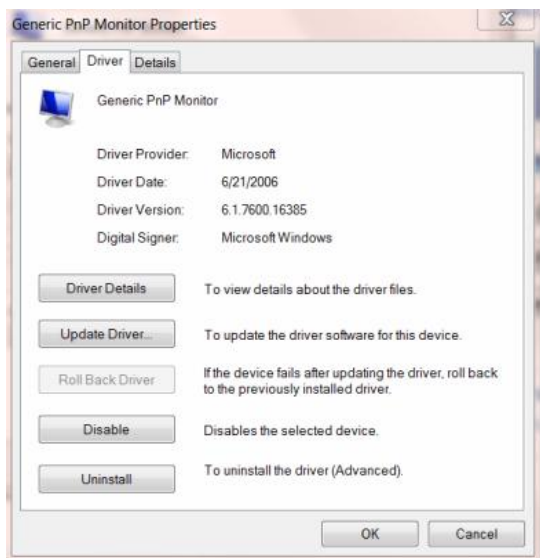 Generic PnP Monitor Properties
General Driver Details
Generic PnP Monitor
Driver Provider: Microsoft
Driver Date: 6/21/2006
Driver Version: 6.1.7600.16385
Digital Signer: Microsoft Windows
Driver Details To view details about the driver files.
Update Driver... To update the driver software for this device.
Roll Back Driver If the device fails after updating the driver, roll back
to the previously installed driver.
Disable Disables the selected device.
Uninstall To uninstall the driver (Advanced).
OK Cancel